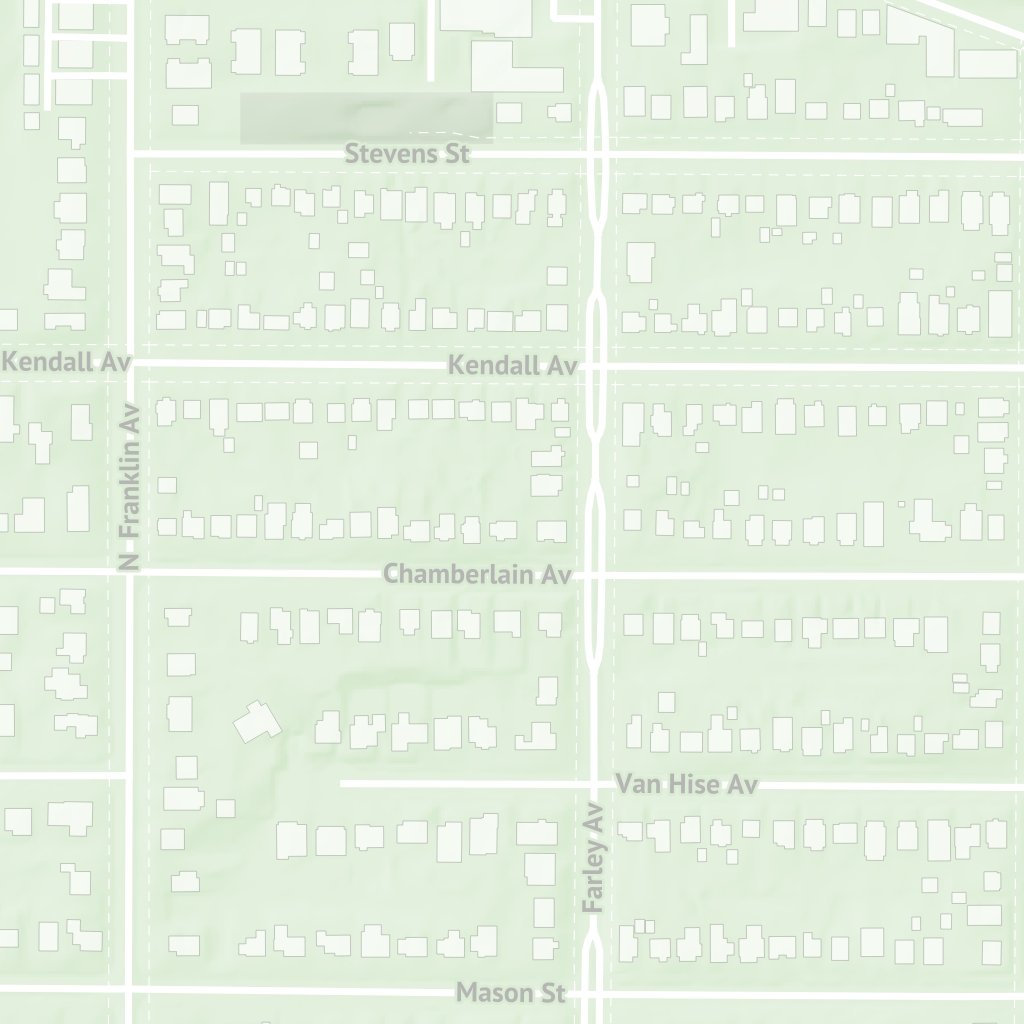 Stevens St
Kendall Av
Kendall Av
N Franklin Av
Chamberlain Av
Van Hise Av
Farley Av
Mason St